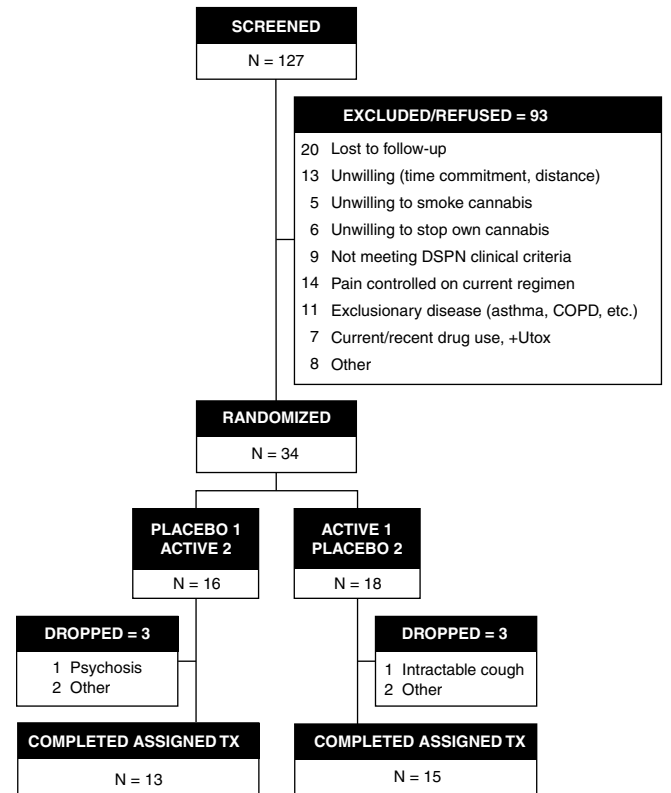 SCREENED
N = 127
EXCLUDED/REFUSED = 93
20 Lost to follow-up
13 Unwilling (time commitment, distance)
5 Unwilling to smoke cannabis
6 Unwilling to stop own cannabis
9 Not meeting DSPN clinical criteria
14 Pain controlled on current regimen
11 Exclusionary disease (asthma, COPD, etc.)
7 Current/recent drug use, +Utox
8 Other
RANDOMIZED
N = 34
PLACEBO 1
ACTIVE 2
N = 16
ACTIVE 1
PLACEBO 2
N = 18
DROPPED = 3
1 Psychosis
2 Other
DROPPED = 3
1 Intractable cough
2 Other
COMPLETED ASSIGNED TX
N = 13
COMPLETED ASSIGNED TX
N = 15